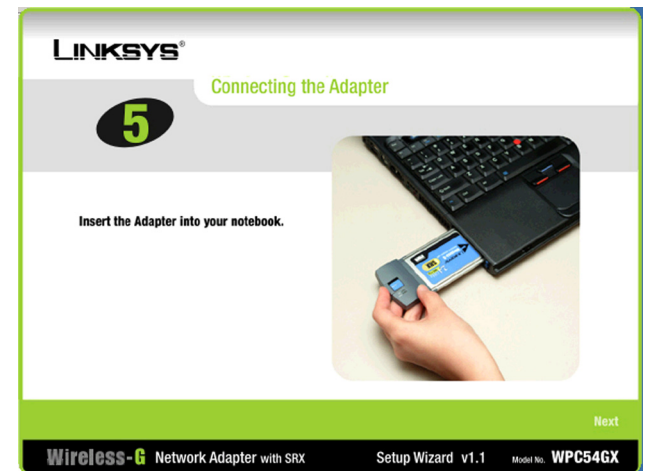 LINKSYS®
Connecting the Adapter
5
Insert the Adapter into your notebook.
Next
Wireless-G Network Adapter with SRX Setup Wizard v1.1 Model No. WPC54GX